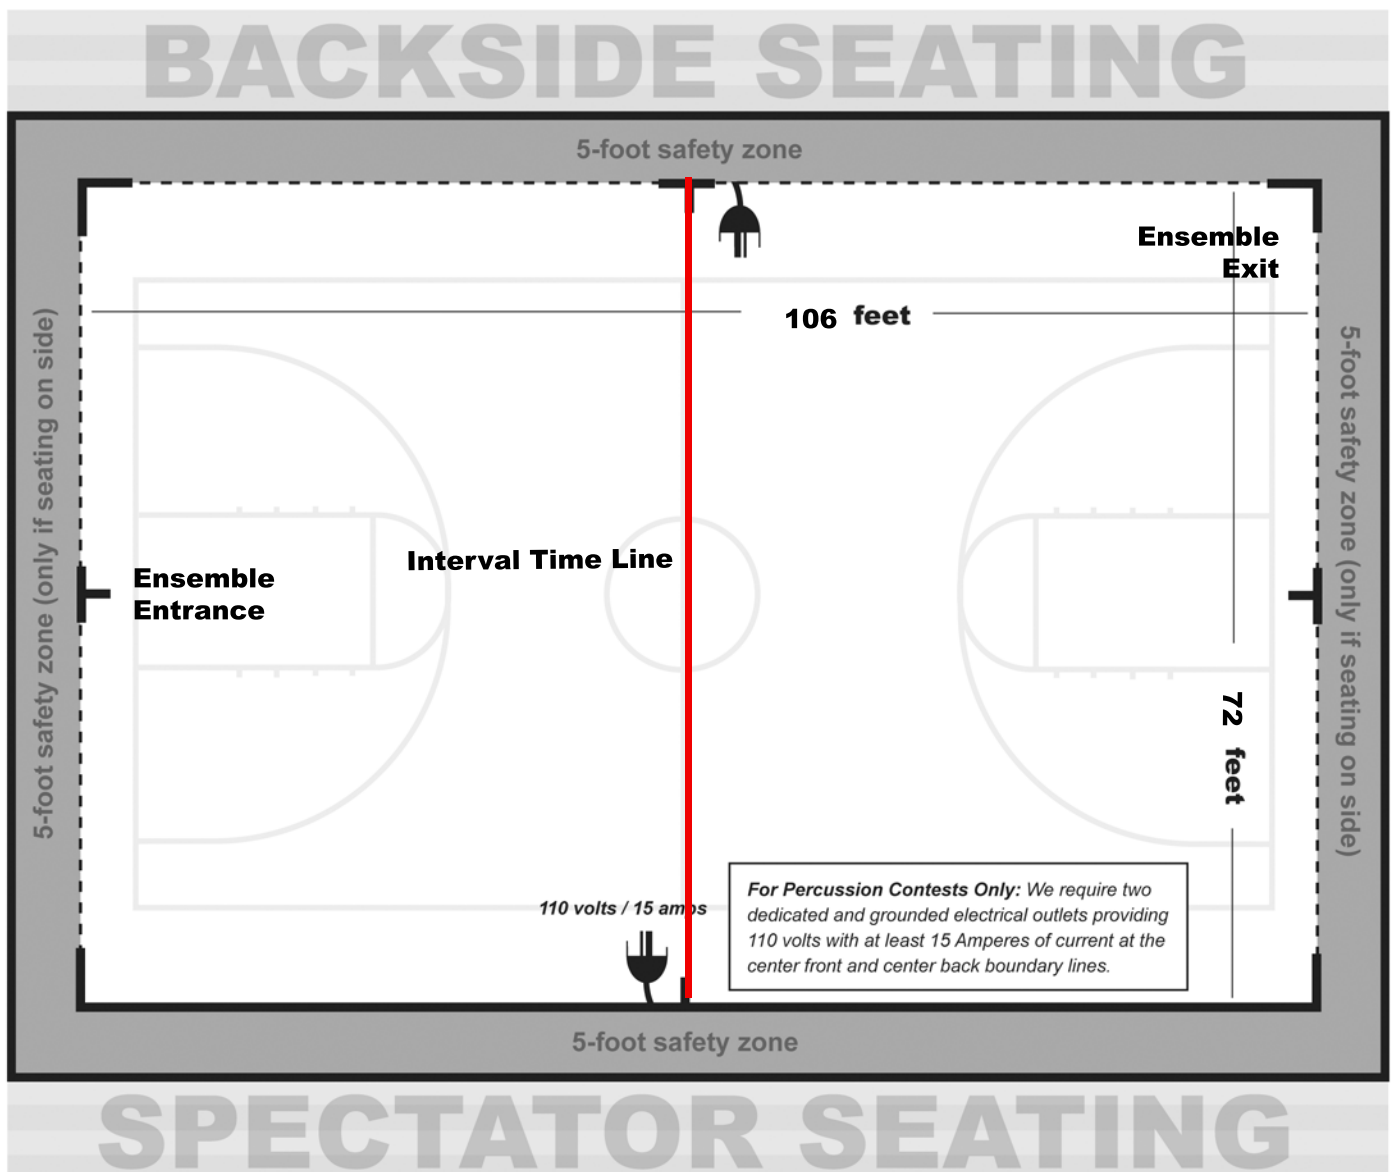 BACKSIDE SEATING
5-foot safety zone
Ensemble
Exit
106 feet
5-foot safety zone (only if seating on side)
5-foot safety zone (only if seating on side)
Interval Time Line
Ensemble
Entrance
72 feet
110 volts / 15 amps
For Percussion Contests Only: We require two
dedicated and grounded electrical outlets providing
110 volts with at least 15 Amperes of current at the
center front and center back boundary lines.
5-foot safety zone
SPECTATOR SEATING